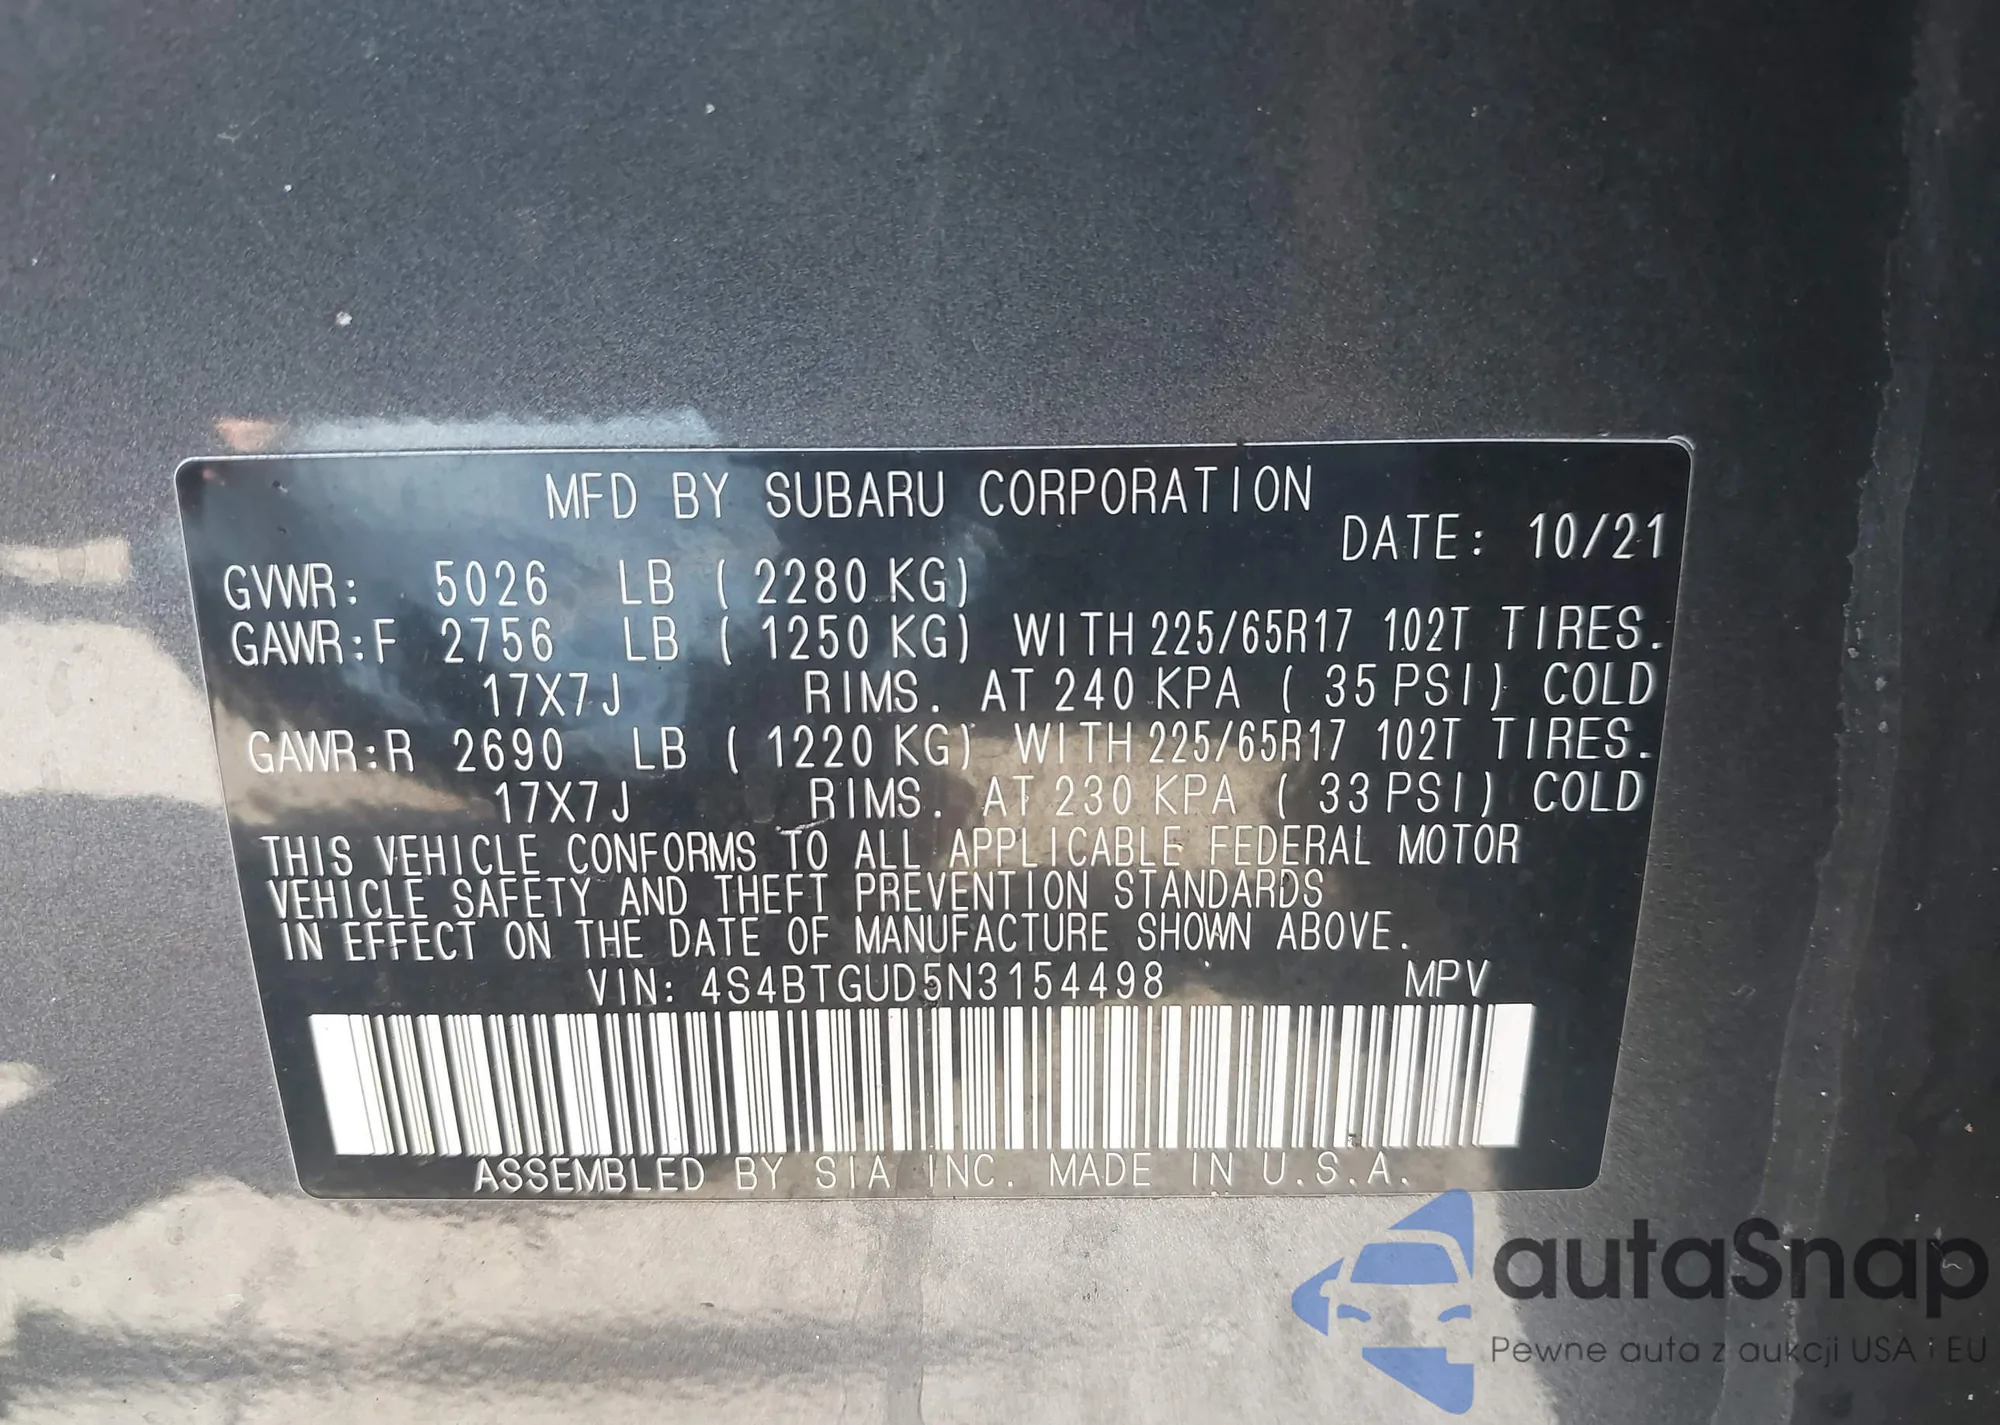 MFD BY SUBARU CORPORATION
DATE: 10/21
GVWR: 5026 LB ( 2280 KG)
GAWR:F 2756 LB ( 1250 KG) WITH 225/65R17 102T TIRES.
17X7J RIMS. AT 240 KPA ( 35 PSI) COLD
GAWR:R 2690 LB ( 1220 KG) WITH 225/65R17 102T TIRES.
17X7J RIMS. AT 230 KPA ( 33 PSI) COLD
THIS VEHICLE CONFORMS TO ALL APPLICABLE FEDERAL MOTOR
VEHICLE SAFETY AND THEFT PREVENTION STANDARDS
IN EFFECT ON THE DATE OF MANUFACTURE SHOWN ABOVE.
VIN: 4S4BTGUD5N3154498 MPV
ASSEMBLED BY SIA INC. MADE IN U.S.A.
autaSnap
Pewne auta z aukcji USA i EU